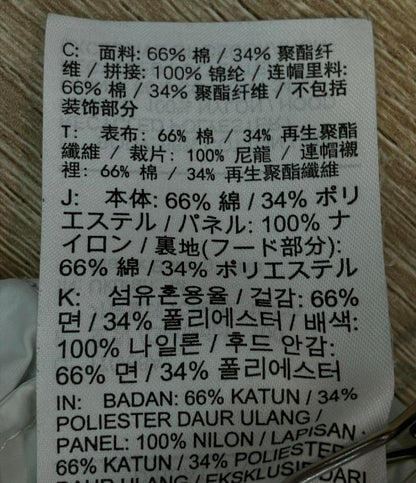 C: 面料: 66% 棉 / 34% 聚酯纤
维 / 拼接: 100% 锦纶 / 连帽里料:
66% 棉 / 34% 聚酯纤维 / 不包括
装饰部分
T: 表布: 66% 棉 / 34% 再生聚酯
纖維 / 裁片: 100% 尼龍 / 連帽襯
裡: 66% 棉 / 34% 再生聚酯纖維
J: 本体: 66% 綿 / 34% ポリ
エステル / パネル: 100% ナ
イロン / 裏地(フード部分):
66% 綿 / 34% ポリエステル
K: 섬유혼용율 / 겉감: 66%
면 / 34% 폴리에스터 / 배색:
100% 나일론 / 후드 안감:
66% 면 / 34% 폴리에스터
IN: BADAN: 66% KATUN / 34%
POLIESTER DAUR ULANG /
PANEL: 100% NILON / LAPISAN
66% KATUN / 34% POLIESTER
DAUR ULANG / EKSKLUSIF DARI